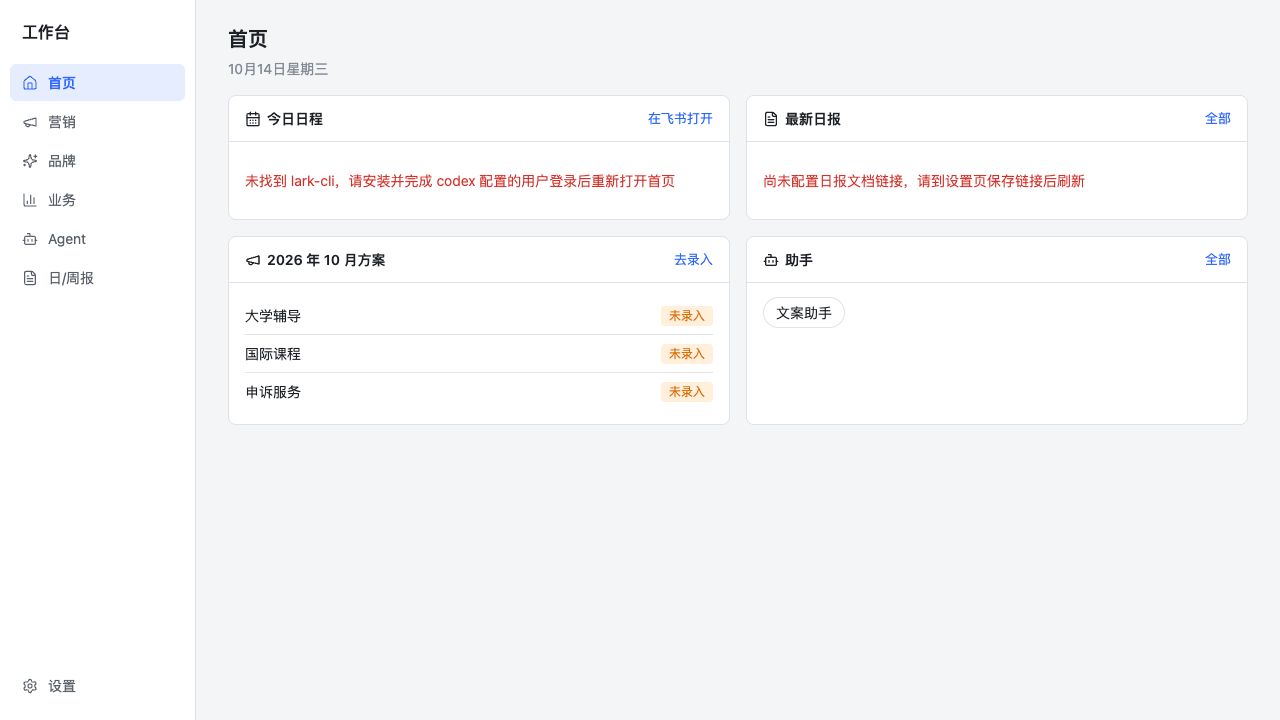 工作台
首页
营销
品牌
业务
Agent
日/周报
设置
首页
10月14日星期三
今日日程
在飞书打开
未找到 lark-cli，请安装并完成 codex 配置的用户登录后重新打开首页
最新日报
全部
尚未配置日报文档链接，请到设置页保存链接后刷新
2026 年 10 月方案
去录入
大学辅导
未录入
国际课程
未录入
申诉服务
未录入
助手
全部
文案助手